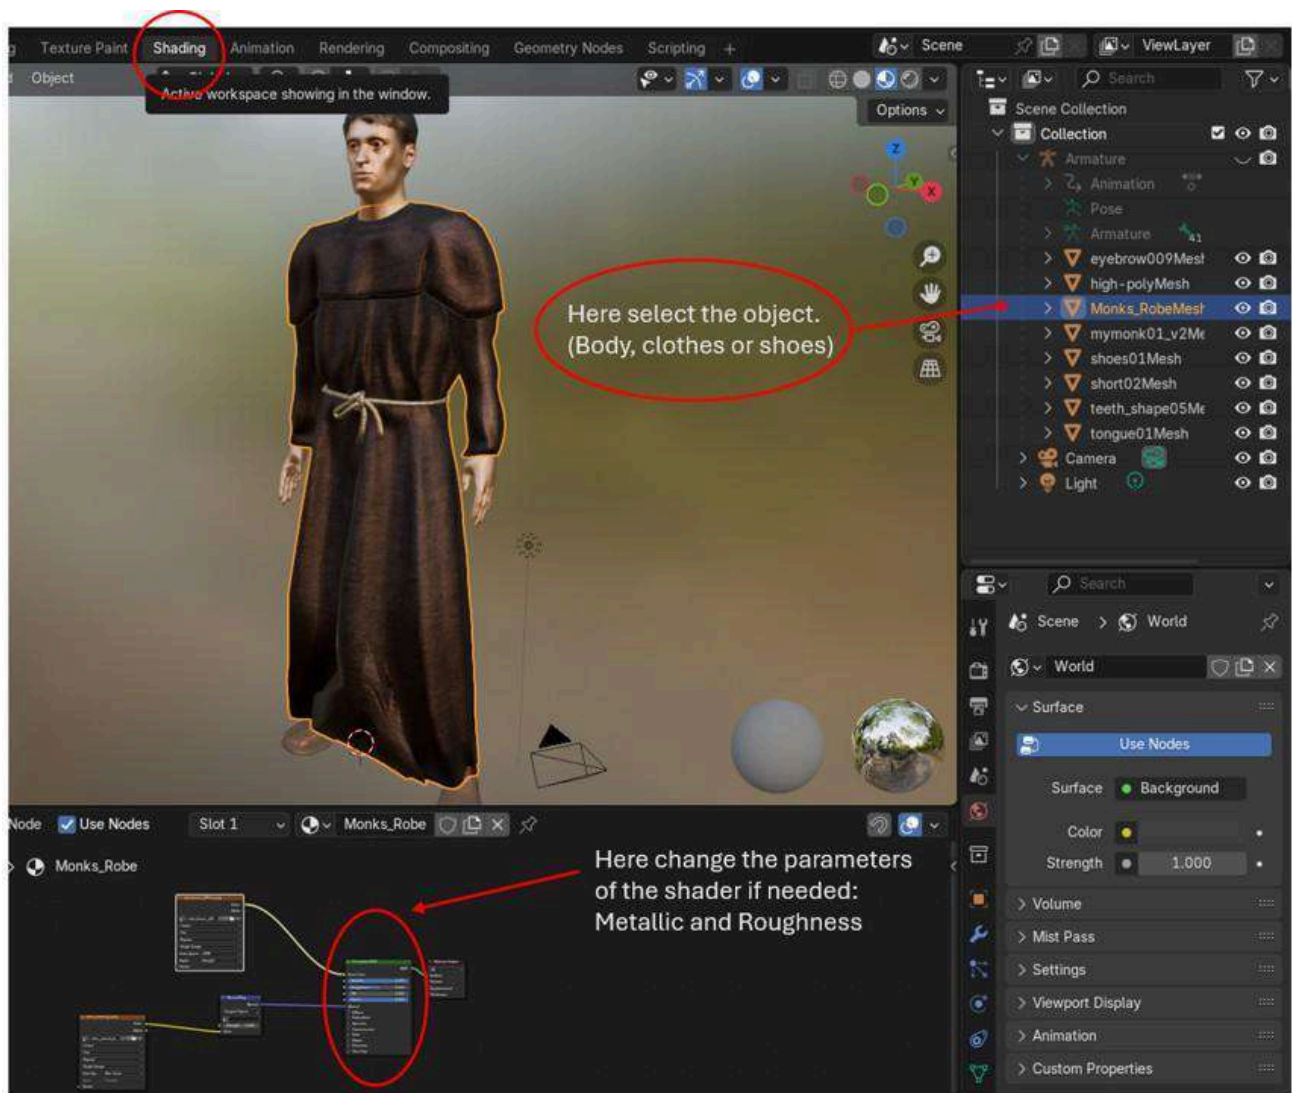 Texture Paint Shading Animation Rendering Compositing Geometry Nodes Scripting + Scene ViewLayer
Object
Active workspace showing in the window.
Options
Search
Z
Y
X
Scene Collection
Collection
Armature
Animation
Pose
Armature 41
eyebrow009Mesh
high-polyMesh
Monks_RobeMesh
mymonk01_v2Me
shoes01Mesh
short02Mesh
teeth_shape05Me
tongue01Mesh
Camera
Light
Here select the object.
(Body, clothes or shoes)
Search
Scene > World
World
Surface
Use Nodes
Surface Background
Color
Strength 1.000
Volume
Mist Pass
Settings
Viewport Display
Animation
Custom Properties
Node Use Nodes Slot 1 Monks_Robe
Monks_Robe
Here change the parameters
of the shader if needed:
Metallic and Roughness